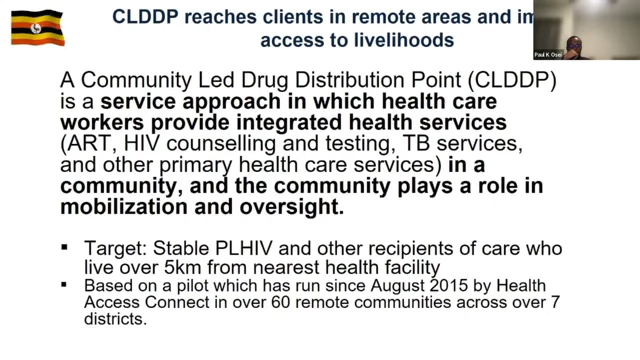 CLDDP reaches clients in remote areas and im
access to livelihoods
Paul K Osei
A Community Led Drug Distribution Point (CLDDP)
is a service approach in which health care
workers provide integrated health services
(ART, HIV counselling and testing, TB services,
and other primary health care services) in a
community, and the community plays a role in
mobilization and oversight.
▪ Target: Stable PLHIV and other recipients of care who
live over 5km from nearest health facility
▪ Based on a pilot which has run since August 2015 by Health
Access Connect in over 60 remote communities across over 7
districts.